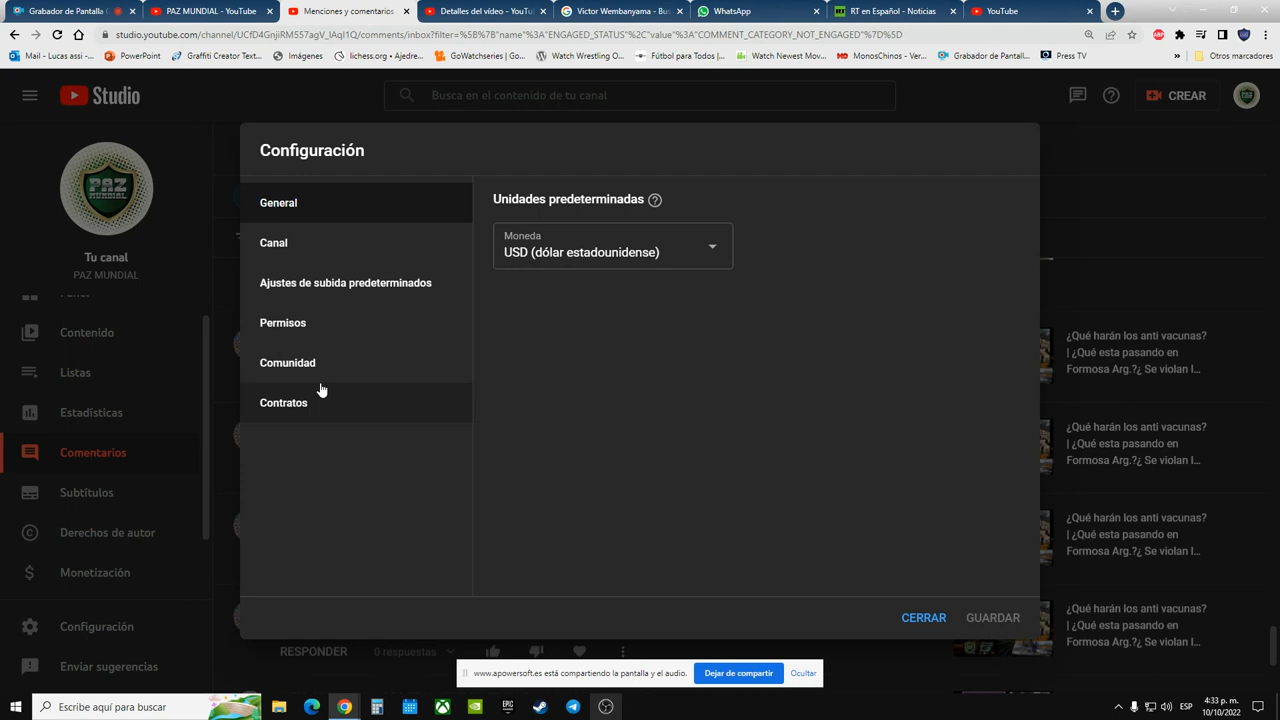 Grabador de Pantalla G
PAZ MUNDIAL - YouTube
Menciones y comentarios
Detalles del vídeo - YouTu
Victor Wembanyama - Bus
WhatsApp
RT en Español - Noticias
YouTube
studio.youtube.com/channel/UCfD4GnjiRM557agV_lAqI1Q/comments/inbox?filter=%5B%7B"name"%3A"ENGAGED_STATUS"%2C"value"%3A"COMMENT_CATEGORY_NOT_ENGAGED"%7D%5D
Mail - Lucas assi -...
PowerPoint
Graffiti Creator Text...
Imágenes
lichess.org • Ajedre...
GoWatchSeries
Watch Wrestling O...
Fútbol para Todos |...
Watch Newest Mov...
MonosChinos - Ver...
Grabador de Pantall...
Press TV
»
Otros marcadores
Studio
Busca en el contenido de tu canal
CREAR
PAZ
MUNDIAL
Tu canal
PAZ MUNDIAL
Contenido
Listas
Estadísticas
Comentarios
Subtítulos
Derechos de autor
Monetización
Configuración
Enviar sugerencias
Configuración
General
Canal
Ajustes de subida predeterminados
Permisos
Comunidad
Contratos
Unidades predeterminadas
Moneda
USD (dólar estadounidense)
CERRAR
GUARDAR
¿Qué harán los anti vacunas?
| ¿Qué esta pasando en
Formosa Arg.?¿ Se violan l...
¿Qué harán los anti vacunas?
| ¿Qué esta pasando en
Formosa Arg.?¿ Se violan l...
¿Qué harán los anti vacunas?
| ¿Qué esta pasando en
Formosa Arg.?¿ Se violan l...
¿Qué harán los anti vacunas?
| ¿Qué esta pasando en
Formosa Arg.?¿ Se violan l...
RESPONDER
0 respuestas
www.apowersoft.es está compartiendo la pantalla y el audio.
Dejar de compartir
Ocultar
Escribe aquí para buscar
ESP
4:33 p. m.
10/10/2022